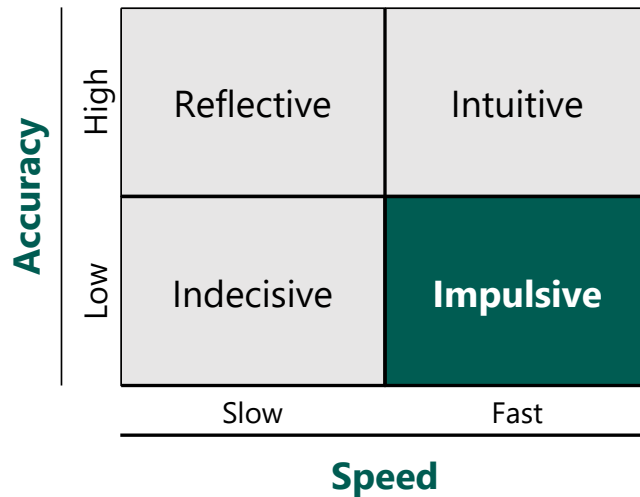 Accuracy
High
Reflective
Intuitive
Low
Indecisive
Impulsive
Slow
Fast
Speed